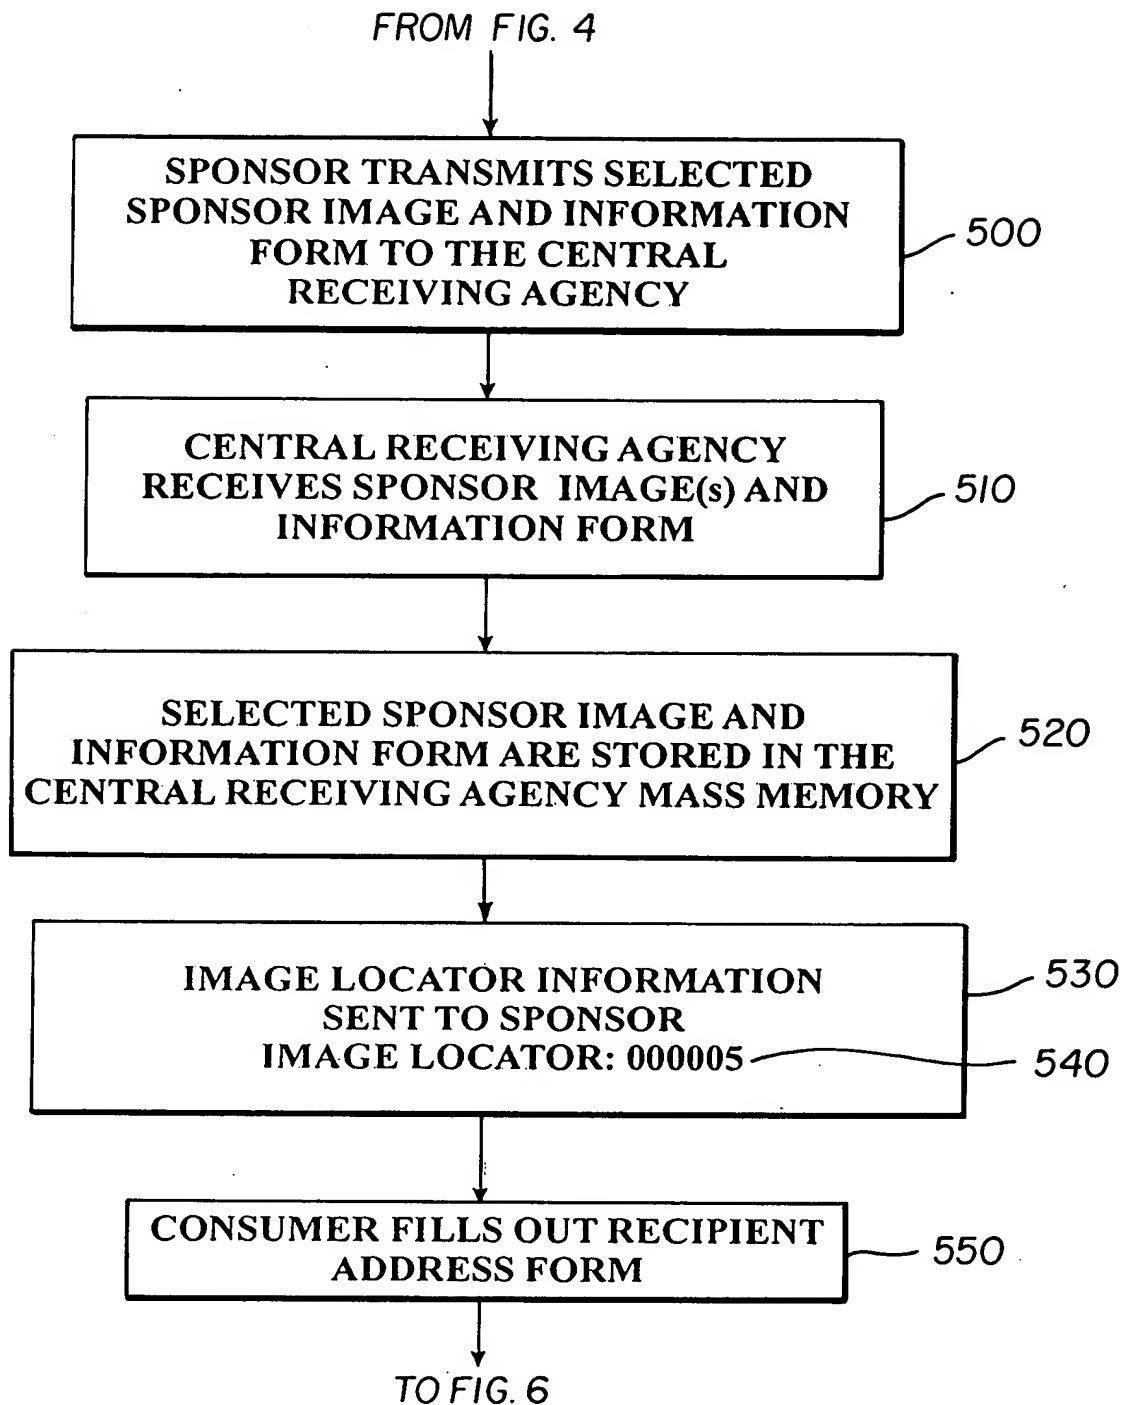 FROM FIG. 4
SPONSOR TRANSMITS SELECTED
SPONSOR IMAGE AND INFORMATION
FORM TO THE CENTRAL
RECEIVING AGENCY
500
CENTRAL RECEIVING AGENCY
RECEIVES SPONSOR IMAGE(s) AND
INFORMATION FORM
510
SELECTED SPONSOR IMAGE AND
INFORMATION FORM ARE STORED IN THE
CENTRAL RECEIVING AGENCY MASS MEMORY
520
IMAGE LOCATOR INFORMATION
SENT TO SPONSOR
IMAGE LOCATOR: 000005
530
540
CONSUMER FILLS OUT RECIPIENT
ADDRESS FORM
550
TO FIG. 6